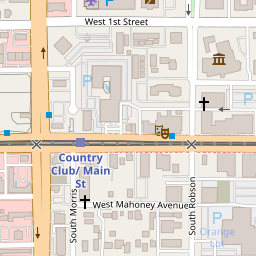 West 1st Street
P
P
P
Country
Club/ Main
St
West Mahoney Avenue
South Morris
South Robson
P
Orange
Lot